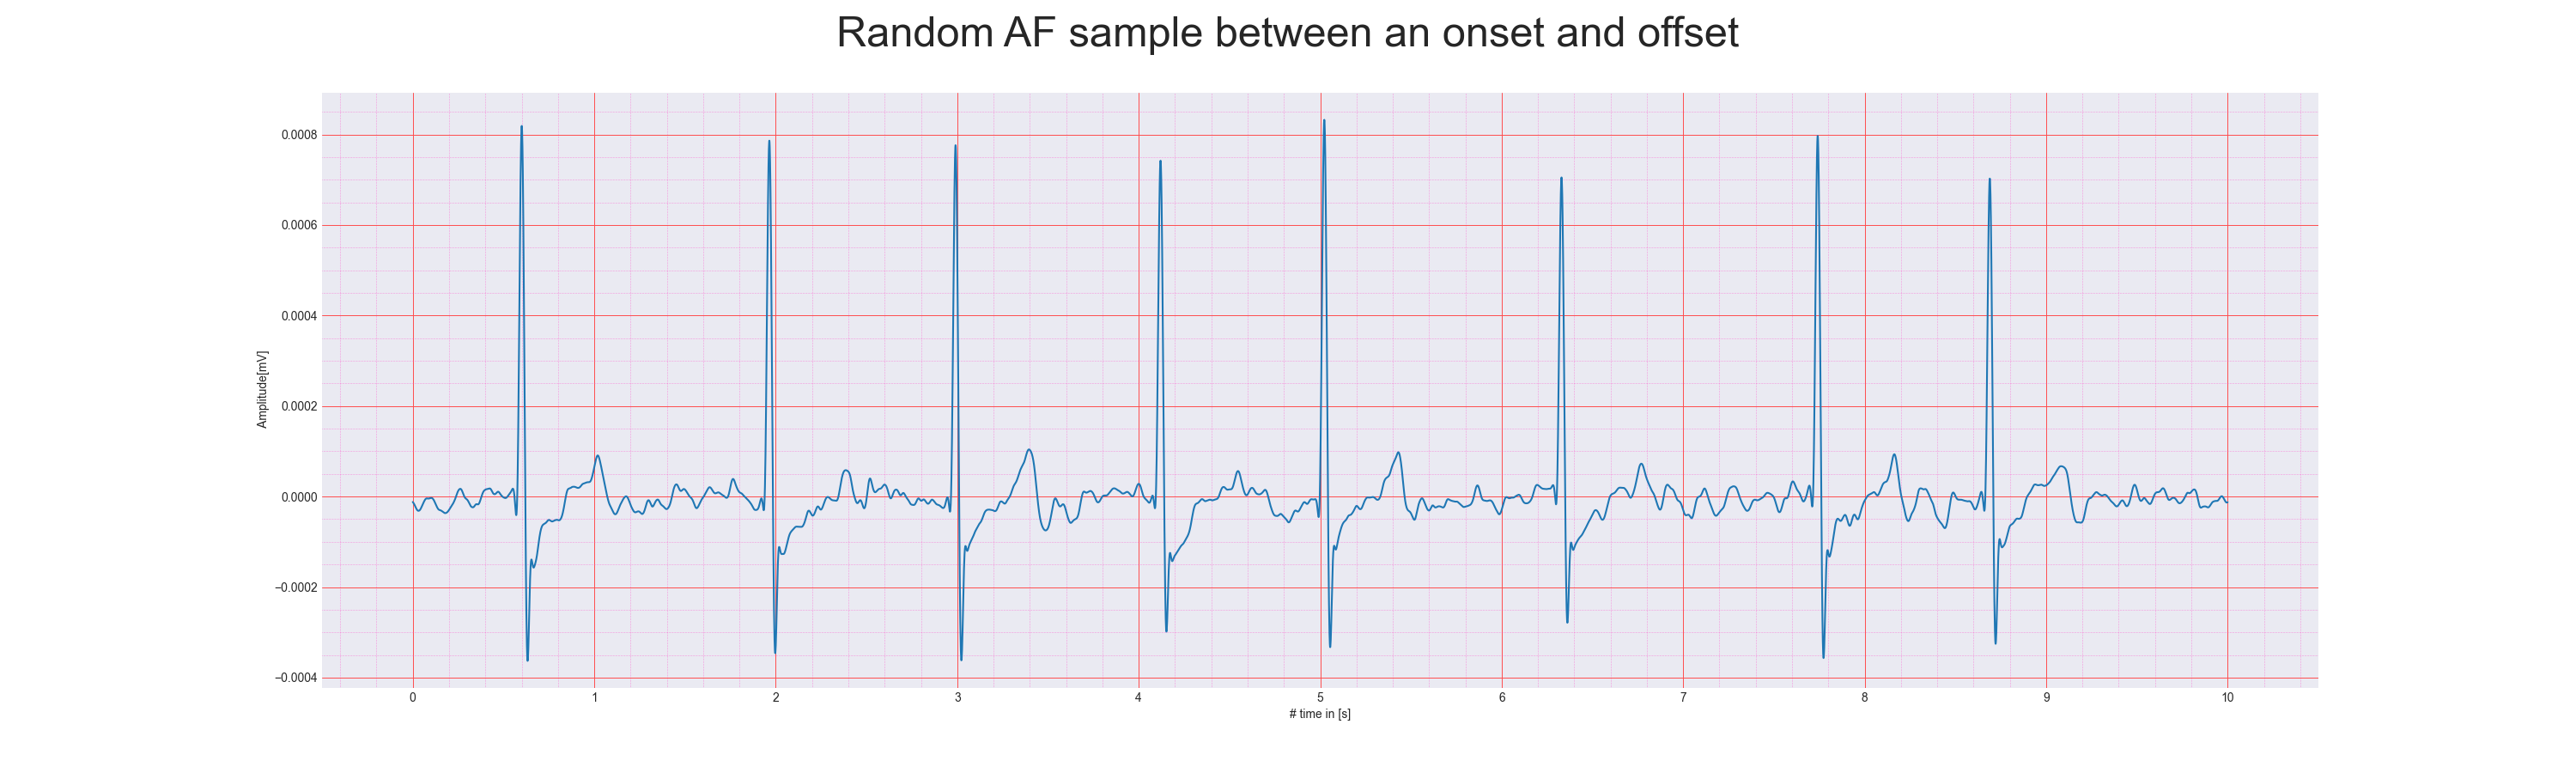 Random AF sample between an onset and offset
0.0008
0.0006
0.0004
0.0002
0.0000
−0.0002
−0.0004
Amplitude[mV]
0 1 2 3 4 5 6 7 8 9 10
# time in [s]